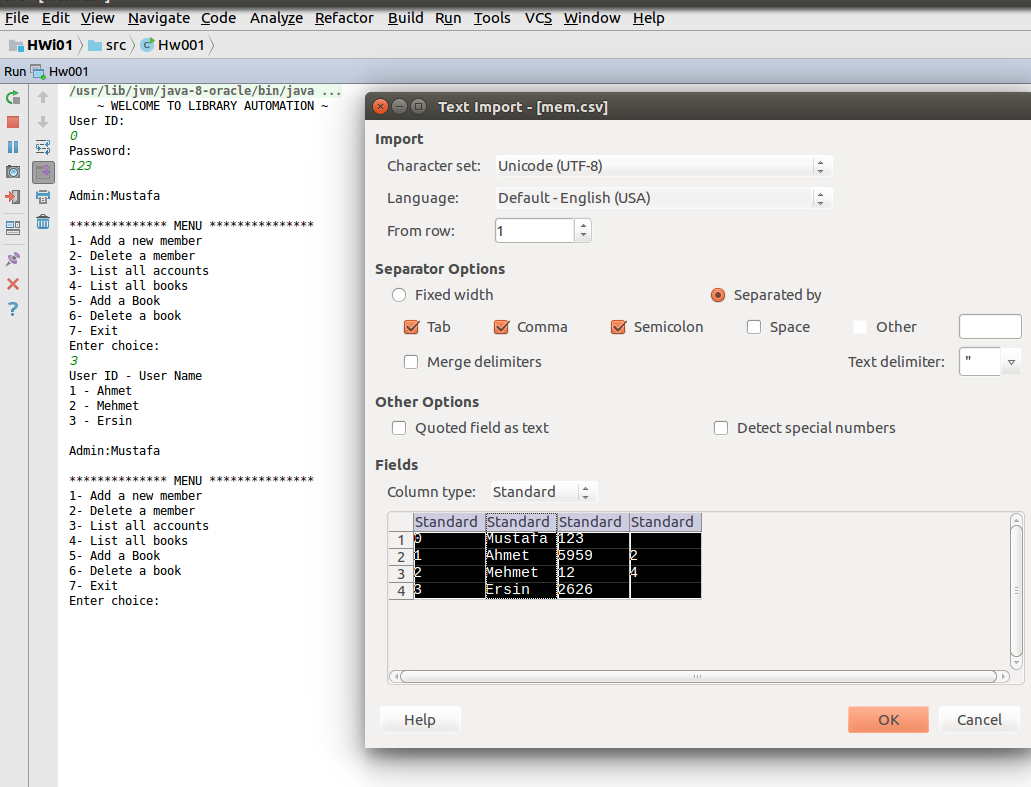 File Edit View Navigate Code Analyze Refactor Build Run Tools VCS Window Help
HWi01 src Hw001
Run Hw001
/usr/lib/jvm/java-8-oracle/bin/java ...
~ WELCOME TO LIBRARY AUTOMATION ~
User ID:
0
Password:
123
Admin:Mustafa
************** MENU ***************
1- Add a new member
2- Delete a member
3- List all accounts
4- List all books
5- Add a Book
6- Delete a book
7- Exit
Enter choice:
3
User ID - User Name
1 - Ahmet
2 - Mehmet
3 - Ersin
Admin:Mustafa
************** MENU ***************
1- Add a new member
2- Delete a member
3- List all accounts
4- List all books
5- Add a Book
6- Delete a book
7- Exit
Enter choice:
Text Import - [mem.csv]
Import
Character set: Unicode (UTF-8)
Language: Default - English (USA)
From row: 1
Separator Options
Fixed width Separated by
Tab Comma Semicolon Space Other
Merge delimiters Text delimiter: "
Other Options
Quoted field as text Detect special numbers
Fields
Column type: Standard
Standard Standard Standard Standard
1 0 Mustafa 123
2 1 Ahmet 5959 2
3 2 Mehmet 12 4
4 3 Ersin 2626
Help OK Cancel